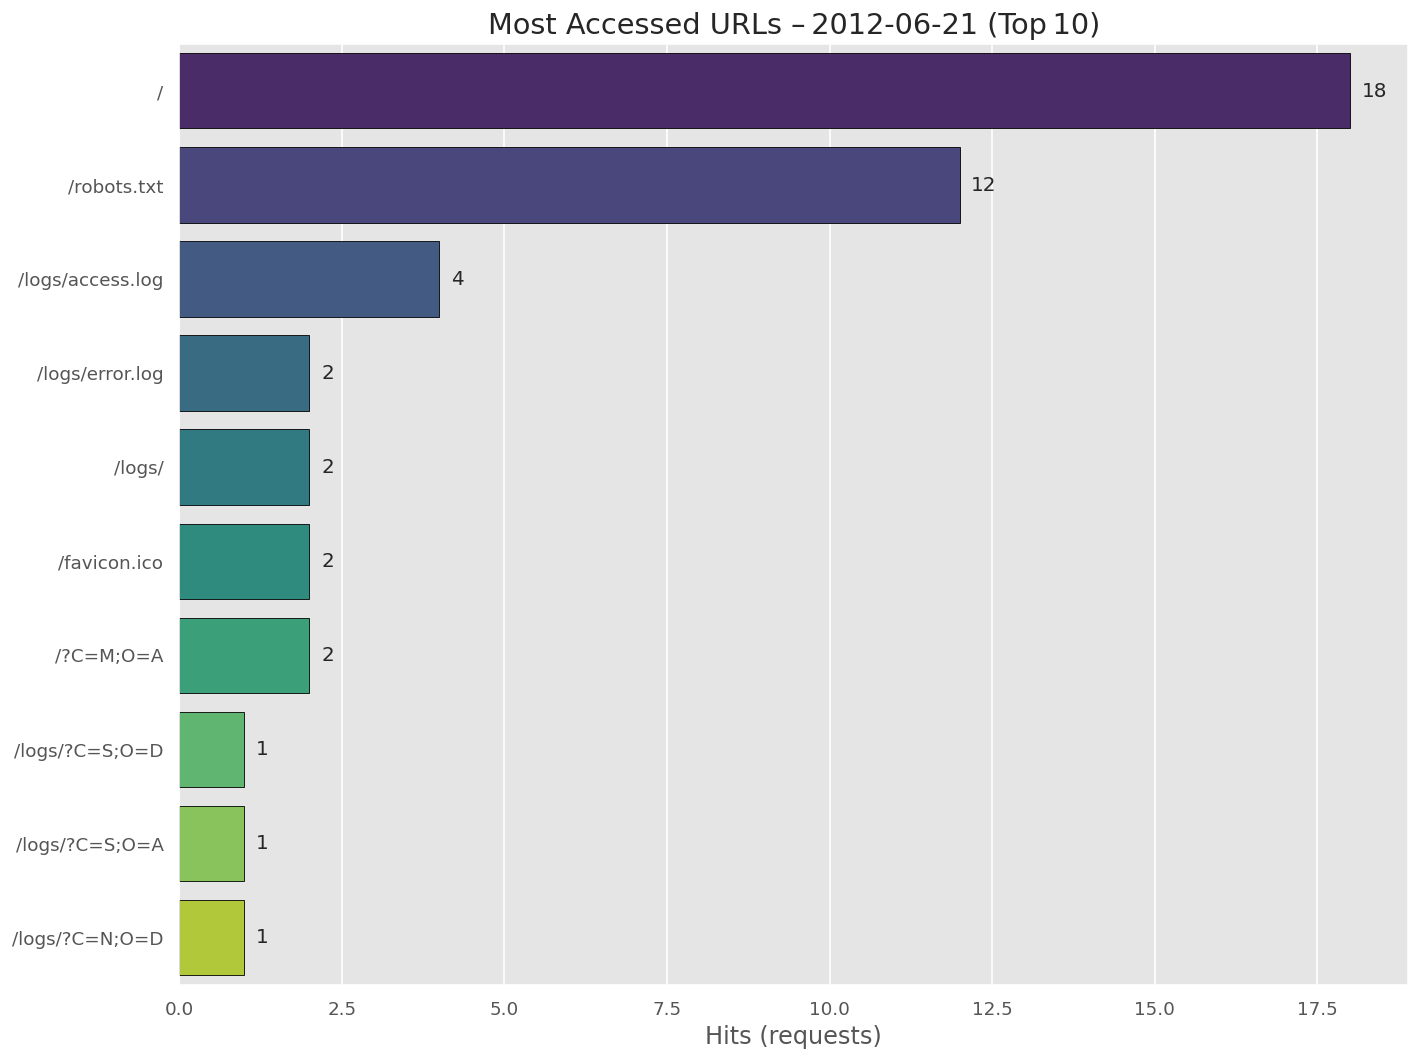 Most Accessed URLs – 2012-06-21 (Top 10)
/ 18
/robots.txt 12
/logs/access.log 4
/logs/error.log 2
/logs/ 2
/favicon.ico 2
/?C=M;O=A 2
/logs/?C=S;O=D 1
/logs/?C=S;O=A 1
/logs/?C=N;O=D 1
0.0 2.5 5.0 7.5 10.0 12.5 15.0 17.5
Hits (requests)